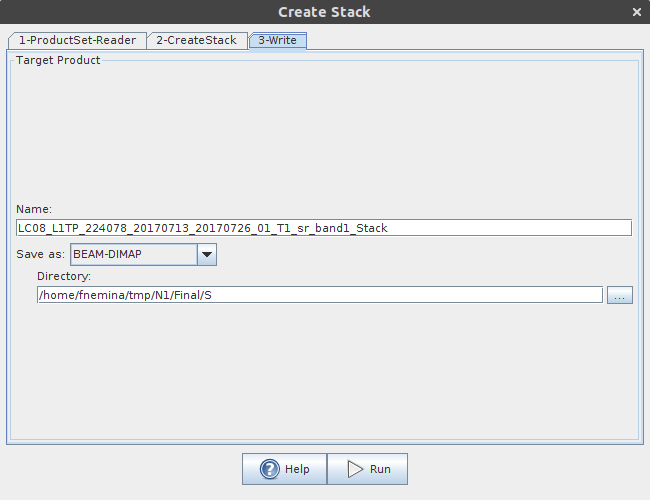 Create Stack
1-ProductSet-Reader 2-CreateStack 3-Write
Target Product
Name:
LC08_L1TP_224078_20170713_20170726_01_T1_sr_band1_Stack
Save as: BEAM-DIMAP
Directory:
/home/fnemina/tmp/N1/Final/S ...
Help Run